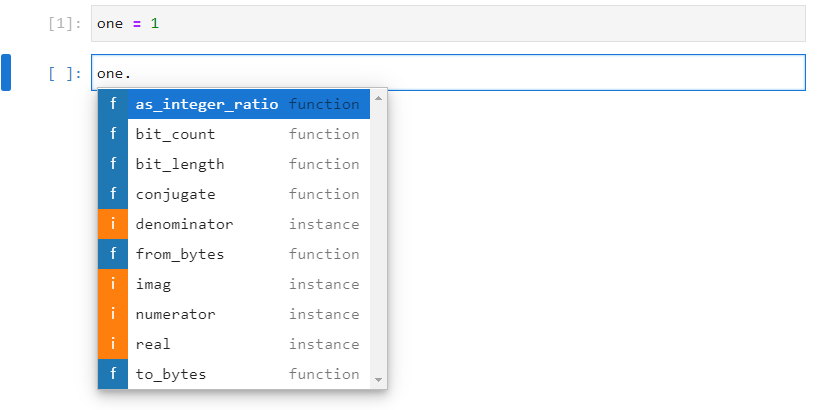 [1]: one = 1
[ ]: one.
f as_integer_ratio function
f bit_count function
f bit_length function
f conjugate function
i denominator instance
f from_bytes function
i imag instance
i numerator instance
i real instance
f to_bytes function